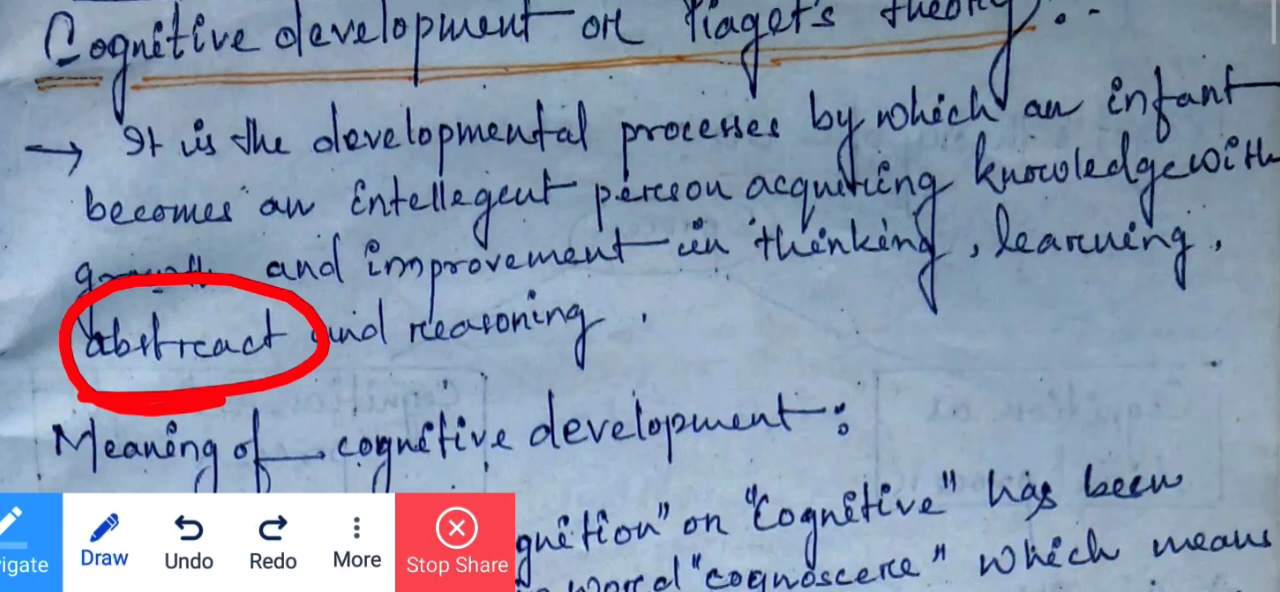 Cognitive development or Piaget's theory :-
→ It is the developmental processes by which an infant
becomes an entellegent person acquiring knowledge with
growth and improvement in thinking, learning,
abstract and reasoning.
Meaning of cognitive development :
gnition" or "Cognitive" has been
word "cognoscere" which means
igate
Draw
Undo
Redo
More
Stop Share